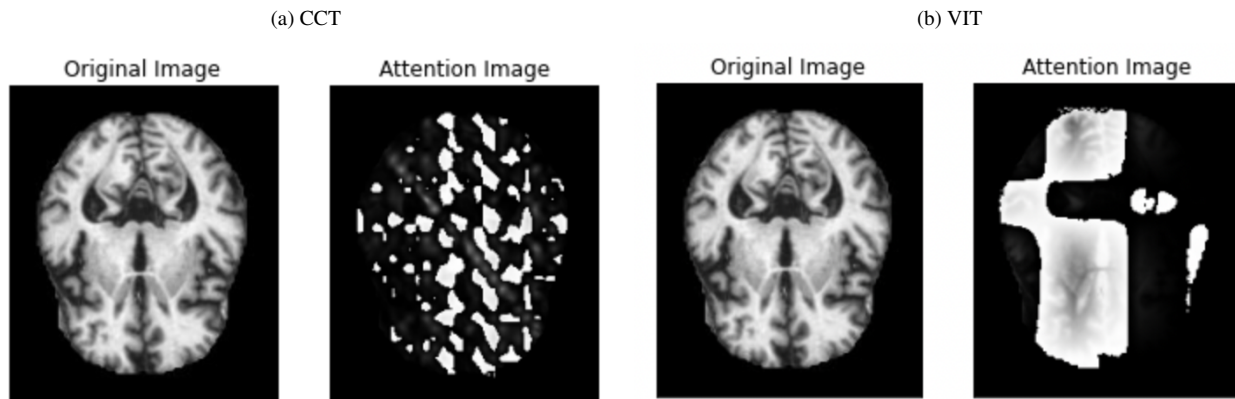 (a) CCT
(b) VIT
Original Image
Attention Image
Original Image
Attention Image